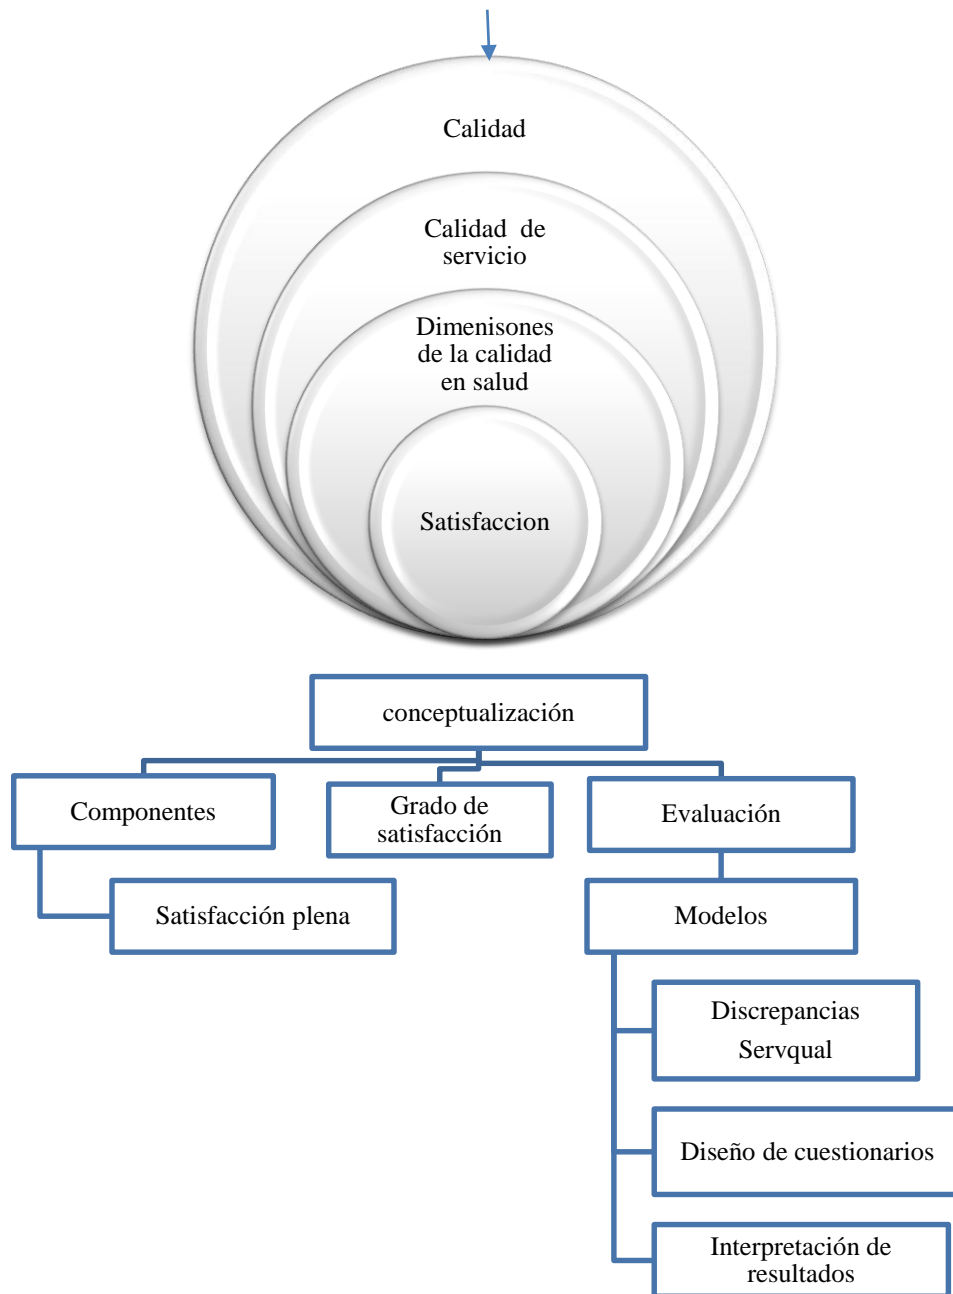 Calidad
Calidad de
servicio
Dimenisones
de la calidad
en salud
Satisfaccion
conceptualización
Componentes
Grado de
satisfacción
Evaluación
Satisfacción plena
Modelos
Discrepancias
Servqual
Diseño de cuestionarios
Interpretación de
resultados